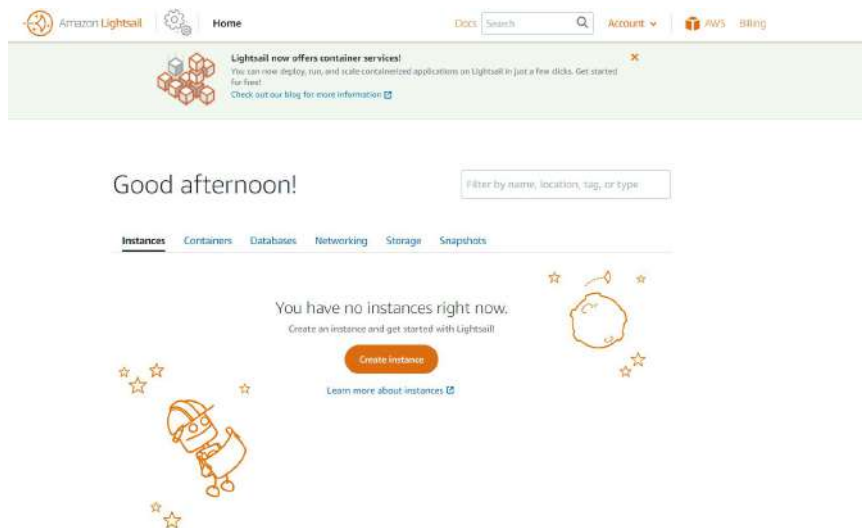 Amazon Lightsail
Home
Docs
Search
Account
AWS
Billing
Lightsail now offers container services!
You can now deploy, run, and scale containerized applications on Lightsail in just a few clicks. Get started
for free!
Check out our blog for more information
Good afternoon!
Filter by name, location, tag, or type
Instances
Containers
Databases
Networking
Storage
Snapshots
You have no instances right now.
Create an instance and get started with Lightsail!
Create instance
Learn more about instances